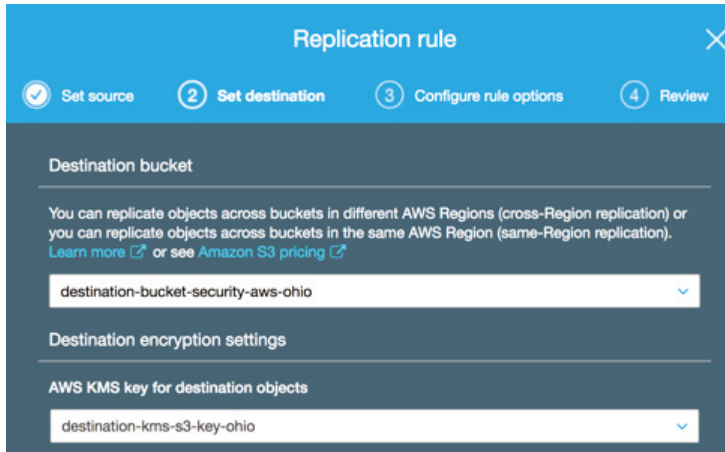 Replication rule
Set source
2 Set destination
3 Configure rule options
4 Review
Destination bucket
You can replicate objects across buckets in different AWS Regions (cross-Region replication) or
you can replicate objects across buckets in the same AWS Region (same-Region replication).
Learn more or see Amazon S3 pricing
destination-bucket-security-aws-ohio
Destination encryption settings
AWS KMS key for destination objects
destination-kms-s3-key-ohio